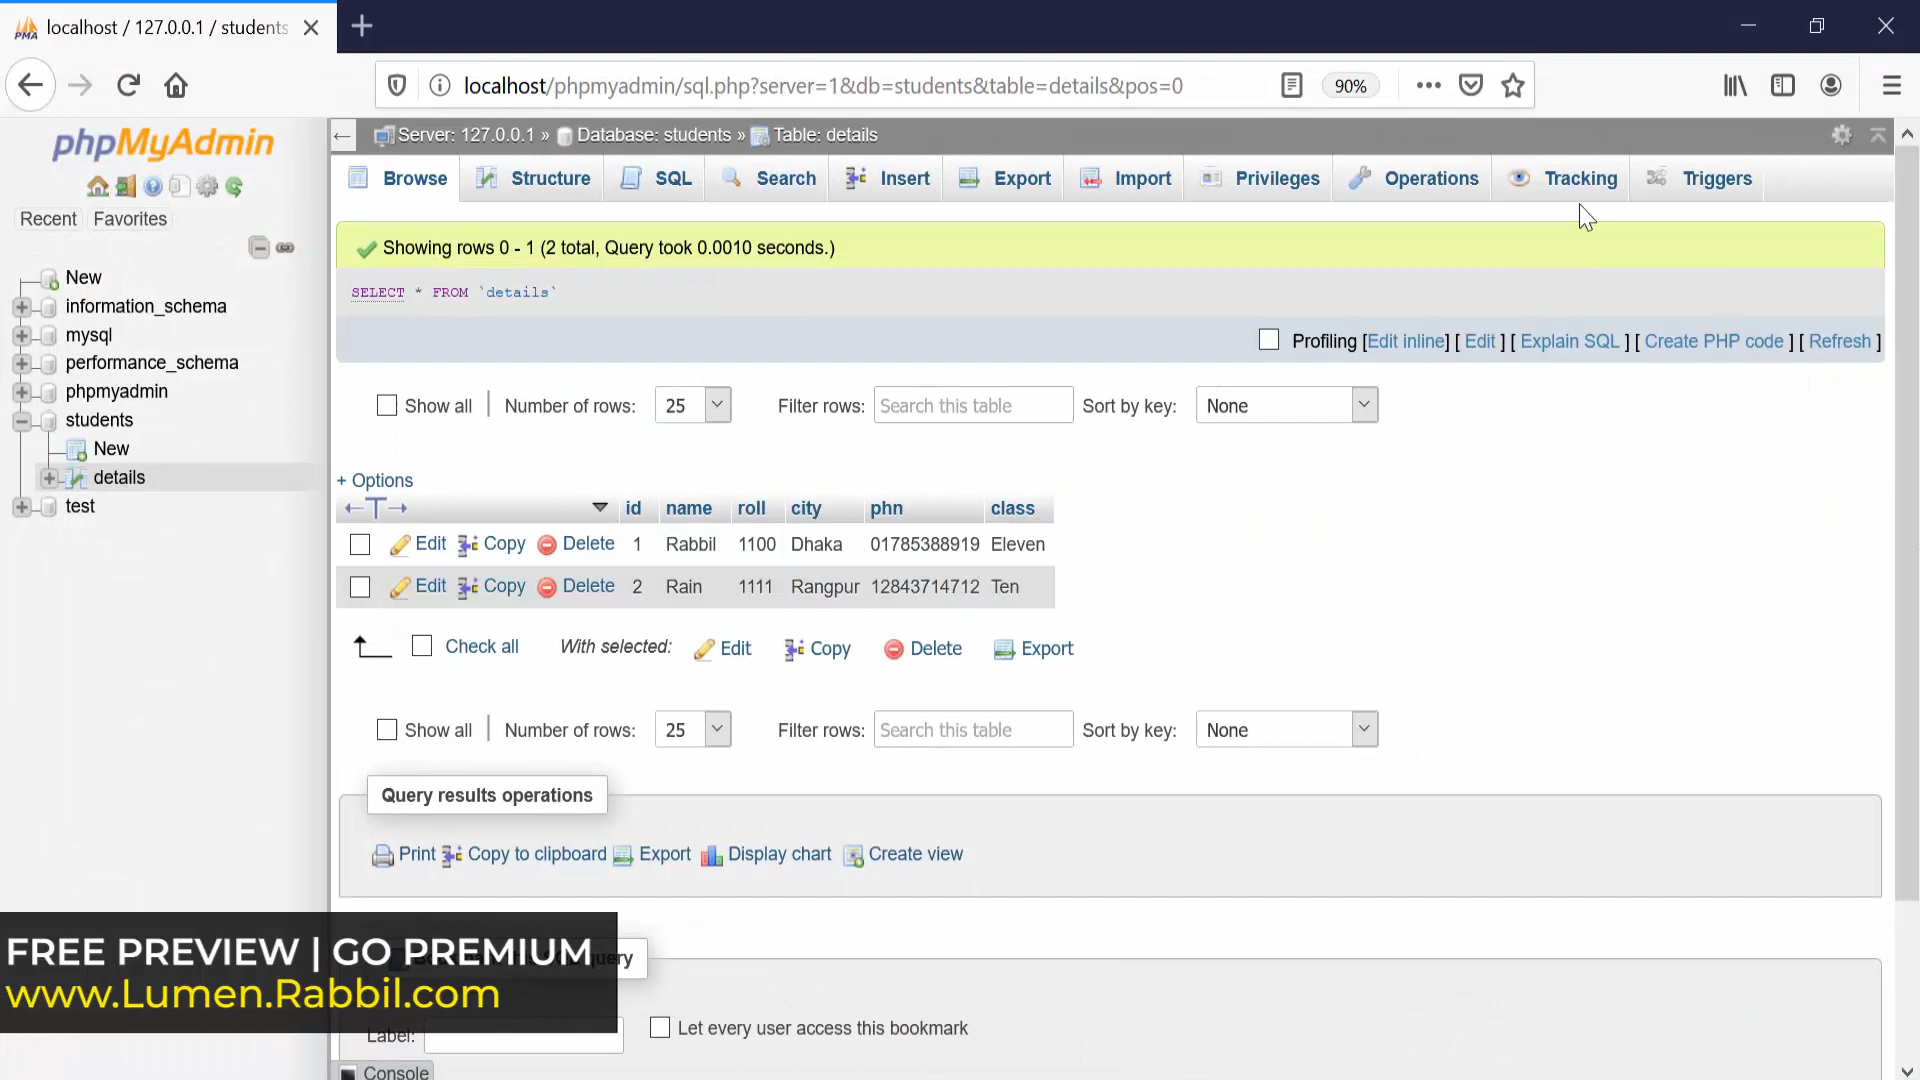 localhost / 127.0.0.1 / students
localhost/phpmyadmin/sql.php?server=1&db=students&table=details&pos=0
90%
phpMyAdmin
Recent Favorites
New
information_schema
mysql
performance_schema
phpmyadmin
students
New
details
test
Server: 127.0.0.1 » Database: students » Table: details
Browse Structure SQL Search Insert Export Import Privileges Operations Tracking Triggers
Showing rows 0 - 1 (2 total, Query took 0.0010 seconds.)
SELECT * FROM `details`
Profiling [Edit inline] [ Edit ] [ Explain SQL ] [ Create PHP code ] [ Refresh ]
Show all | Number of rows: 25 Filter rows: Search this table Sort by key: None
+ Options
←T→ id name roll city phn class
Edit Copy Delete 1 Rabbil 1100 Dhaka 01785388919 Eleven
Edit Copy Delete 2 Rain 1111 Rangpur 12843714712 Ten
Check all With selected: Edit Copy Delete Export
Show all | Number of rows: 25 Filter rows: Search this table Sort by key: None
Query results operations
Print Copy to clipboard Export Display chart Create view
FREE PREVIEW | GO PREMIUM
www.Lumen.Rabbil.com
Label: Let every user access this bookmark
Console